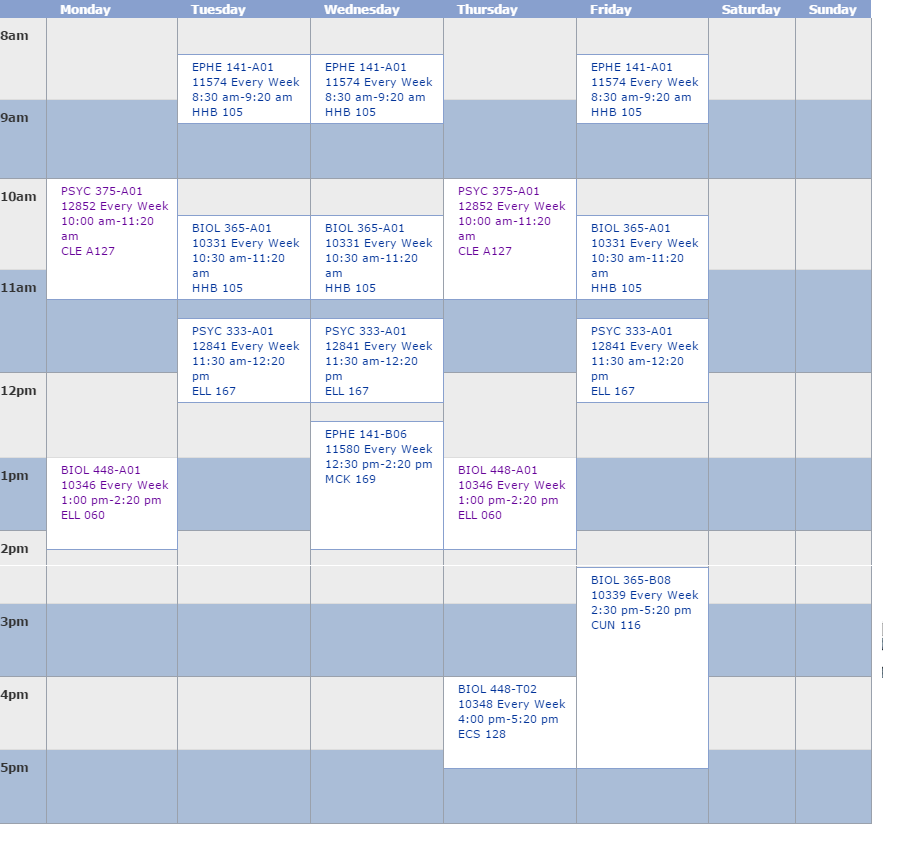 Monday Tuesday Wednesday Thursday Friday Saturday Sunday
8am
EPHE 141-A01
11574 Every Week
8:30 am-9:20 am
HHB 105
EPHE 141-A01
11574 Every Week
8:30 am-9:20 am
HHB 105
EPHE 141-A01
11574 Every Week
8:30 am-9:20 am
HHB 105
9am
10am
PSYC 375-A01
12852 Every Week
10:00 am-11:20
am
CLE A127
BIOL 365-A01
10331 Every Week
10:30 am-11:20
am
HHB 105
BIOL 365-A01
10331 Every Week
10:30 am-11:20
am
HHB 105
PSYC 375-A01
12852 Every Week
10:00 am-11:20
am
CLE A127
BIOL 365-A01
10331 Every Week
10:30 am-11:20
am
HHB 105
11am
PSYC 333-A01
12841 Every Week
11:30 am-12:20
pm
ELL 167
PSYC 333-A01
12841 Every Week
11:30 am-12:20
pm
ELL 167
PSYC 333-A01
12841 Every Week
11:30 am-12:20
pm
ELL 167
12pm
EPHE 141-B06
11580 Every Week
12:30 pm-2:20 pm
MCK 169
1pm
BIOL 448-A01
10346 Every Week
1:00 pm-2:20 pm
ELL 060
BIOL 448-A01
10346 Every Week
1:00 pm-2:20 pm
ELL 060
2pm
BIOL 365-B08
10339 Every Week
2:30 pm-5:20 pm
CUN 116
3pm
4pm
BIOL 448-T02
10348 Every Week
4:00 pm-5:20 pm
ECS 128
5pm